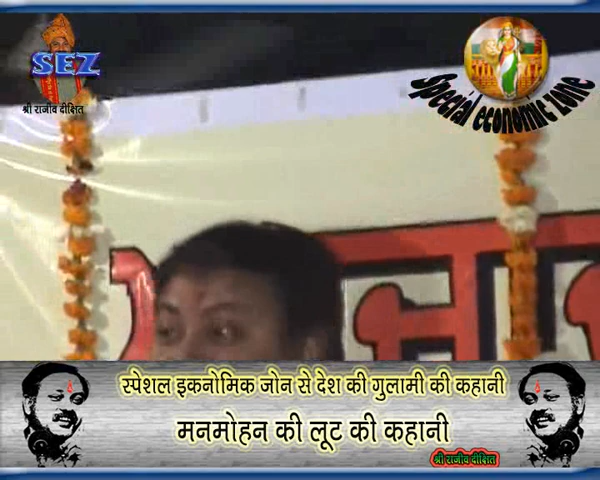 SEZ
श्री राजीव दीक्षित
Special economic zone
स्पेशल इकनोमिक जोन से देश की गुलामी की कहानी
मनमोहन की लूट की कहानी
श्री राजीव दीक्षित